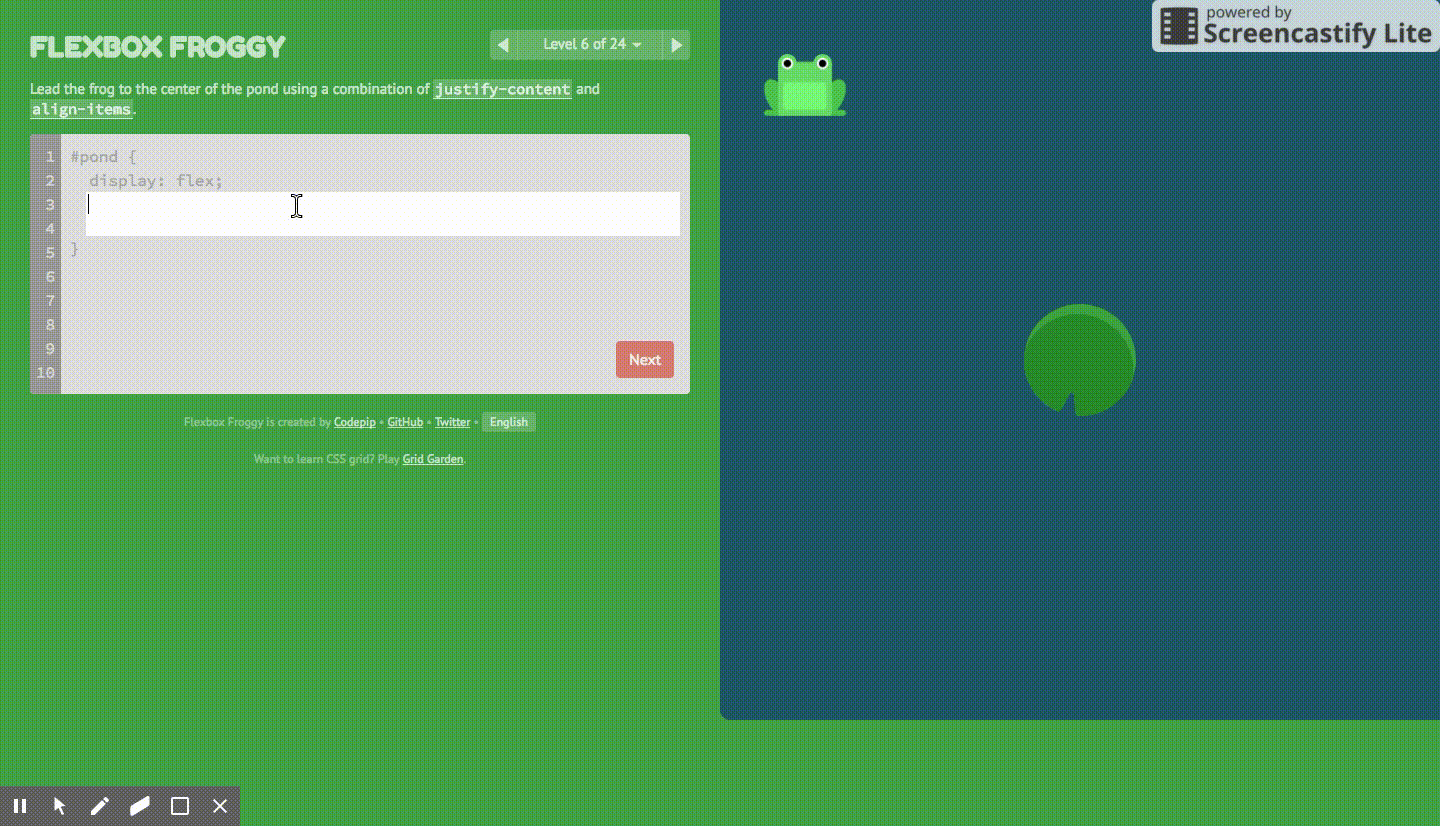 powered by
Screencastify Lite
FLEXBOX FROGGY
Level 6 of 24
Lead the frog to the center of the pond using a combination of justify-content and
align-items.
1 #pond {
2 display: flex;
3
4
5 }
6
7
8
9
10
Next
Flexbox Froggy is created by Codepip • GitHub • Twitter • English
Want to learn CSS grid? Play Grid Garden.